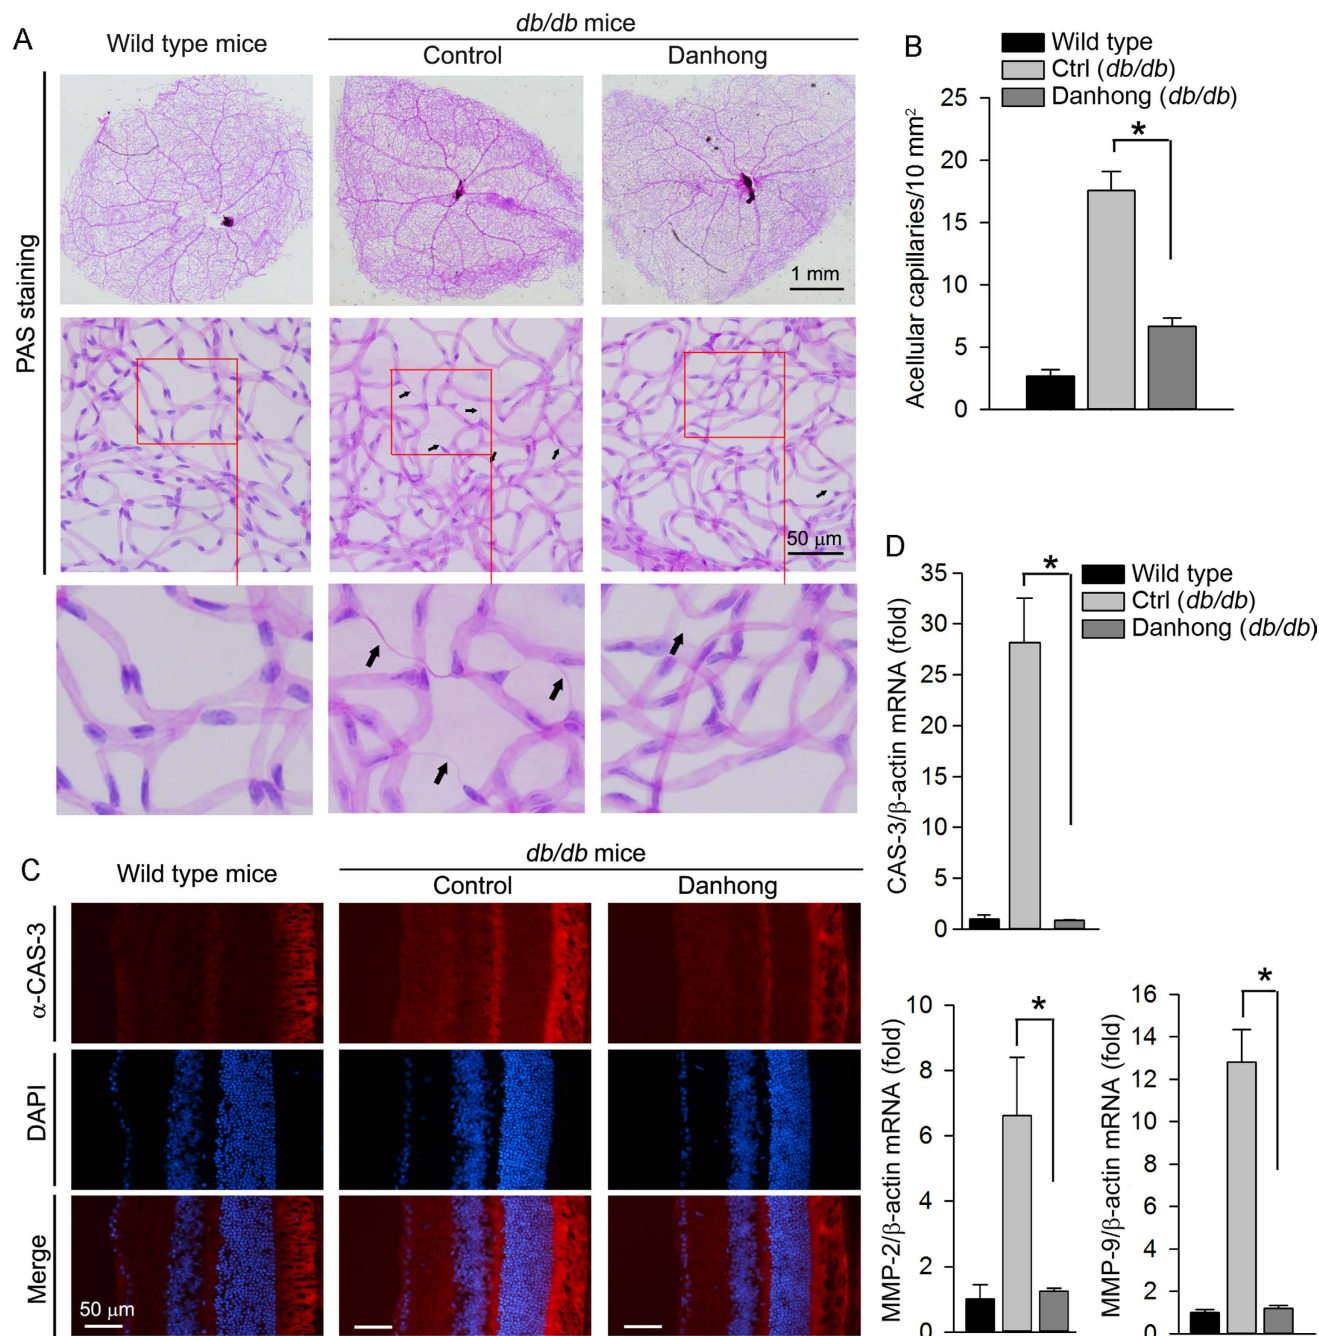 A
Wild type mice
db/db mice
Control
Danhong
PAS staining
1 mm
50 μm
B
Wild type
Ctrl (db/db)
Danhong (db/db)
Acellular capillaries/10 mm²
25
20
15
10
5
0
*
C
Wild type mice
db/db mice
Control
Danhong
α-CAS-3
DAPI
Merge
50 μm
D
Wild type
Ctrl (db/db)
Danhong (db/db)
CAS-3/β-actin mRNA (fold)
35
30
25
20
15
10
5
0
*
MMP-2/β-actin mRNA (fold)
10
8
6
4
2
0
*
MMP-9/β-actin mRNA (fold)
16
14
12
10
8
6
4
2
0
*